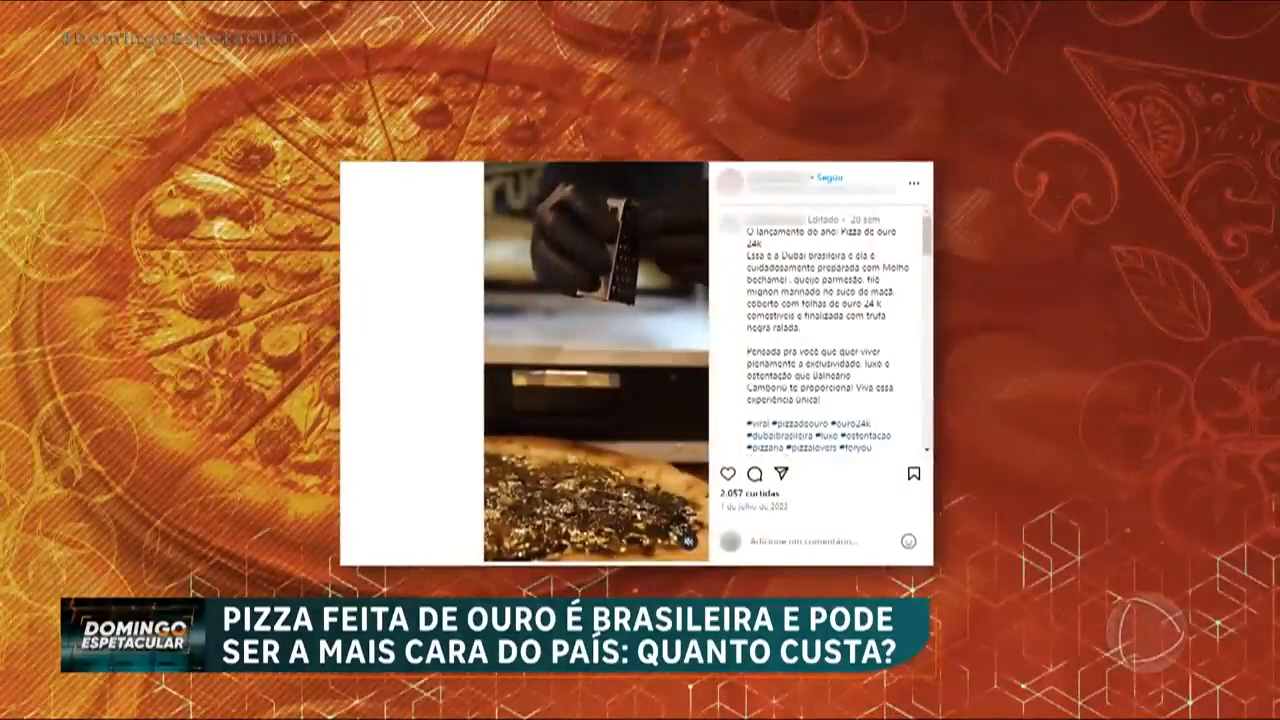 #DomingoEspetacular
• Seguir
Editado • 20 sem
O lançamento do ano: Pizza de ouro
24k
Essa é a Dubai brasileira e ela é
cuidadosamente preparada com Molho
bechamel , queijo parmesão, filé
mignon marinado no suco de maçã,
coberto com folhas de ouro 24 k
comestíveis e finalizada com trufa
negra ralada.
Pensada pra você que quer viver
plenamente a exclusividade, luxo e
ostentação que Balneário
Camboriú te proporciona! Viva essa
experiência única!
#viral #pizzadeouro #ouro24k
#dubaibrasileira #luxo #ostentacao
#pizzaria #pizzalovers #foryou
2.057 curtidas
1 de julho de 2022
Adicione um comentário...
DOMINGO
ESPETACULAR
PIZZA FEITA DE OURO É BRASILEIRA E PODE
SER A MAIS CARA DO PAÍS: QUANTO CUSTA?